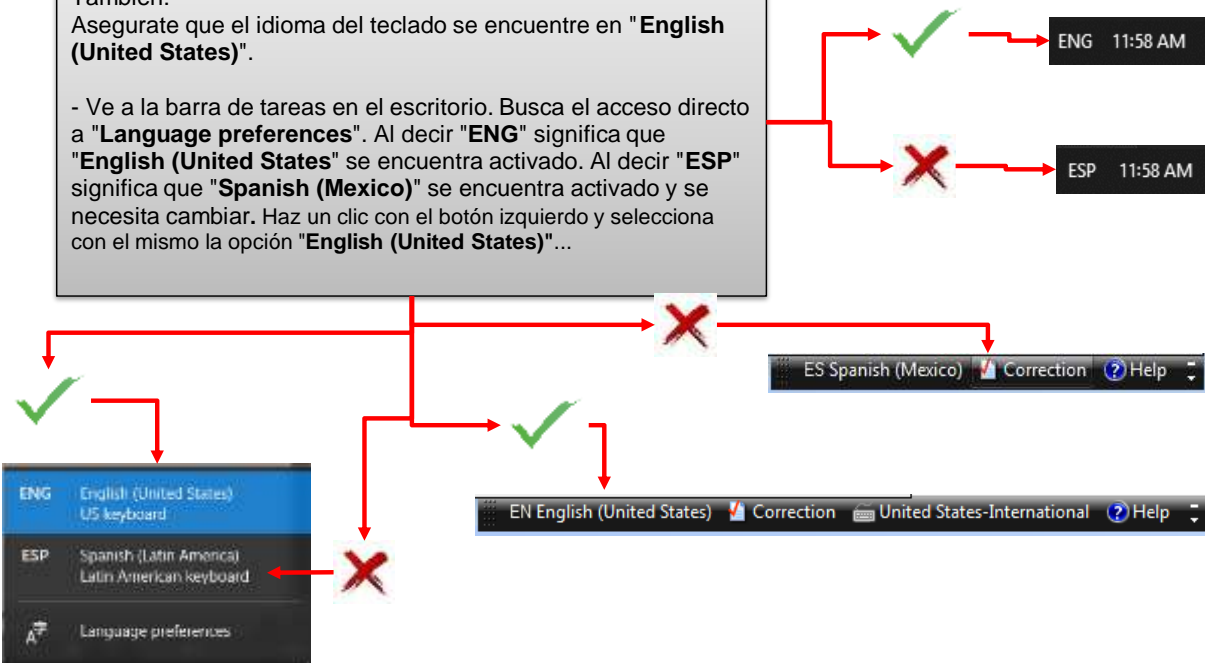 También:
Asegurate que el idioma del teclado se encuentre en "English
(United States)".
- Ve a la barra de tareas en el escritorio. Busca el acceso directo
a "Language preferences". Al decir "ENG" significa que
"English (United States" se encuentra activado. Al decir "ESP"
significa que "Spanish (Mexico)" se encuentra activado y se
necesita cambiar. Haz un clic con el botón izquierdo y selecciona
con el mismo la opción "English (United States)"...
ENG 11:58 AM
ESP 11:58 AM
ES Spanish (Mexico) Correction Help
EN English (United States) Correction United States-International Help
ENG English (United States)
US keyboard
ESP Spanish (Latin America)
Latin American keyboard
Language preferences